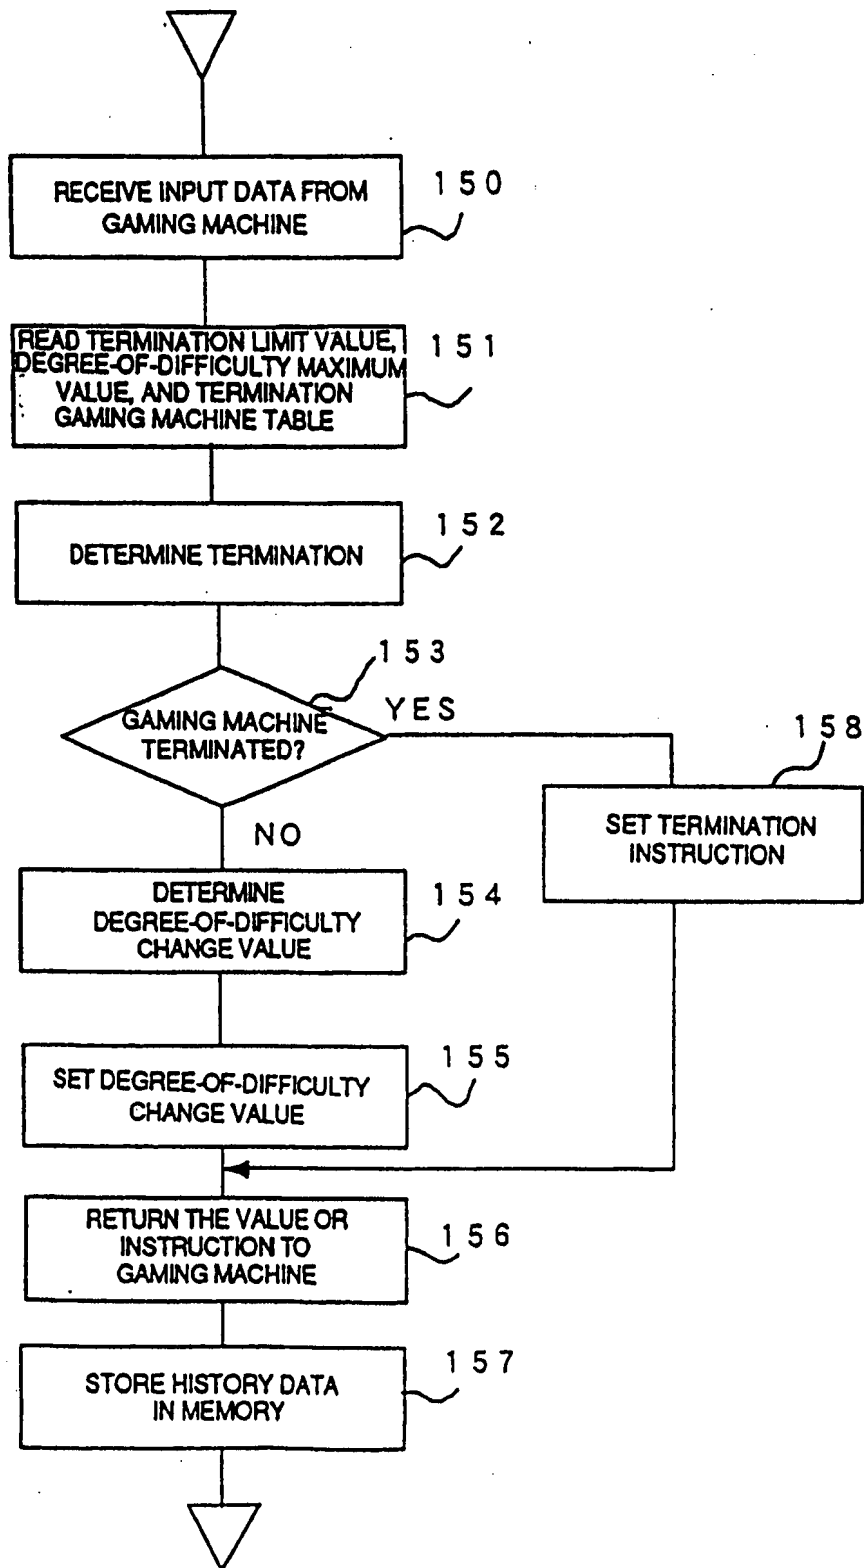 RECEIVE INPUT DATA FROM
GAMING MACHINE
150
READ TERMINATION LIMIT VALUE,
DEGREE-OF-DIFFICULTY MAXIMUM
VALUE, AND TERMINATION
GAMING MACHINE TABLE
151
DETERMINE TERMINATION
152
153
GAMING MACHINE
TERMINATED?
YES
NO
158
SET TERMINATION
INSTRUCTION
DETERMINE
DEGREE-OF-DIFFICULTY
CHANGE VALUE
154
SET DEGREE-OF-DIFFICULTY
CHANGE VALUE
155
RETURN THE VALUE OR
INSTRUCTION TO
GAMING MACHINE
156
STORE HISTORY DATA
IN MEMORY
157